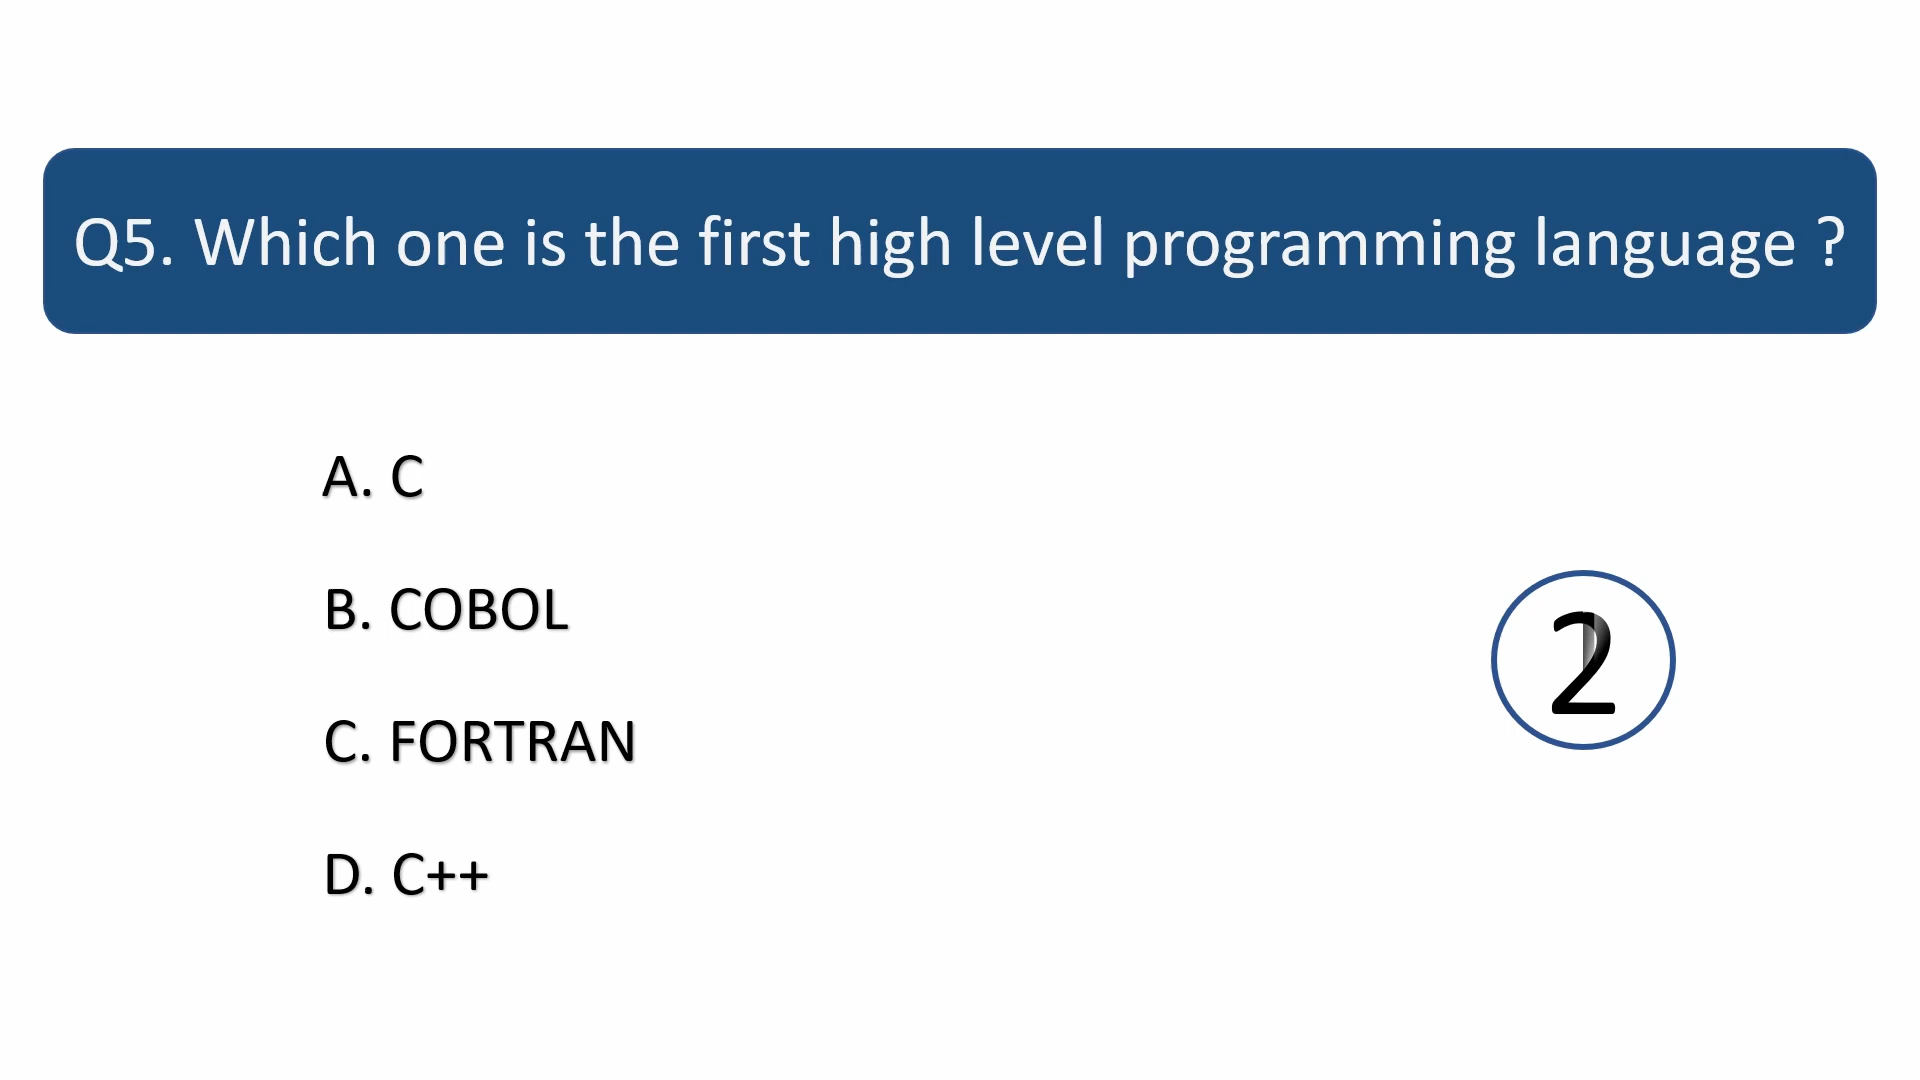 Q5. Which one is the first high level programming language ?
A. C
B. COBOL
C. FORTRAN
D. C++
2